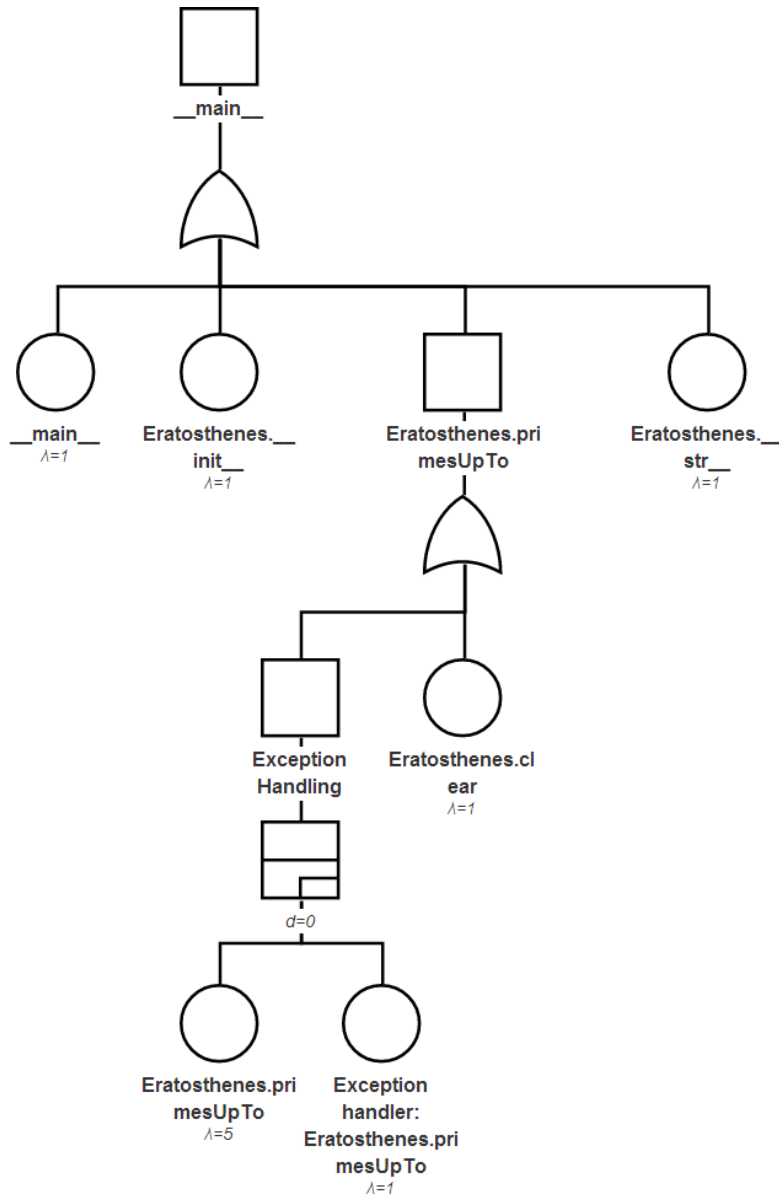 __main__
__main__
λ=1
Eratosthenes.__
init__
λ=1
Eratosthenes.pri
mesUpTo
Eratosthenes.__
str__
λ=1
Exception
Handling
Eratosthenes.cl
ear
λ=1
d=0
Eratosthenes.pri
mesUpTo
λ=5
Exception
handler:
Eratosthenes.pri
mesUpTo
λ=1